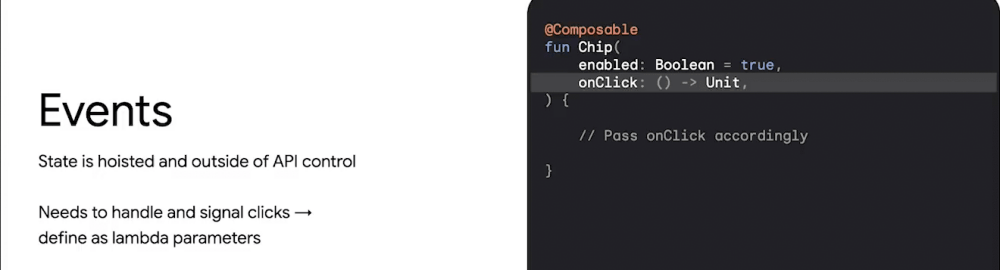 Events
State is hoisted and outside of API control
Needs to handle and signal clicks →
define as lambda parameters
@Composable
fun Chip(
    enabled: Boolean = true,
    onClick: () -> Unit,
) {
    // Pass onClick accordingly
}